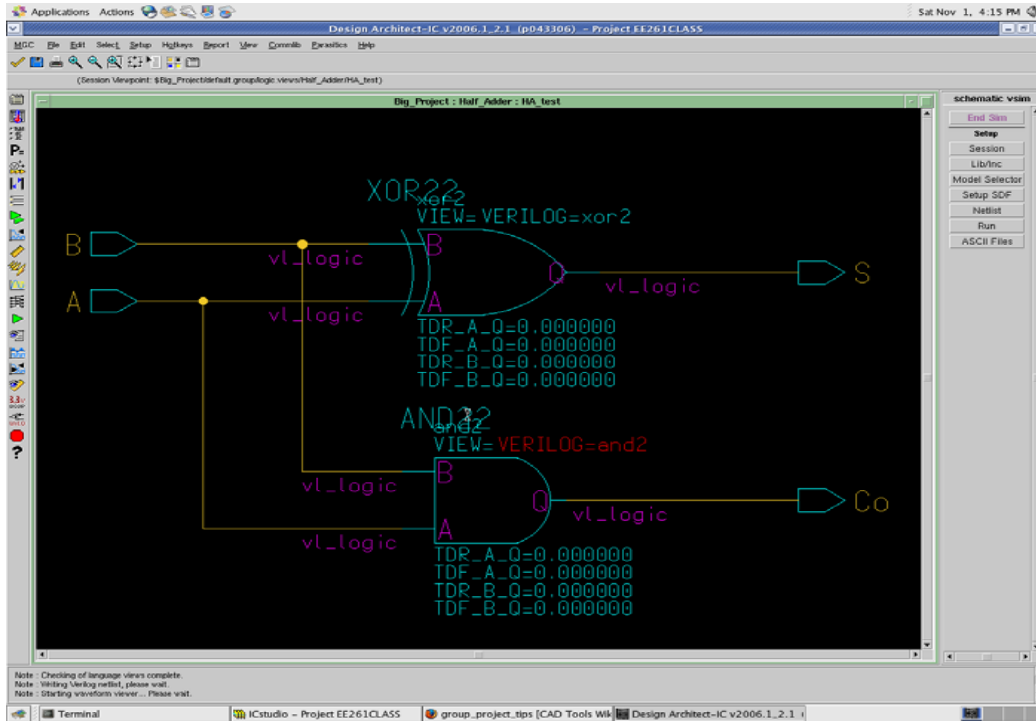 Applications Actions Sat Nov 1, 4:15 PM
Design Architect-IC v2006.1_2.1 (p043306) - Project EE261CLASS
MGC File Edit Select Setup Hotkeys Report View Commlib Parasitics Help
(Session Viewpoint: $Big_Project/default.group/logic.views/Half_Adder/HA_test)
Big_Project : Half_Adder : HA_test
schematic vsim
End Sim
Setup
Session
Lib/Inc
Model Selector
Setup SDF
Netlist
Run
ASCII Files
P=
3.3v
?
XOR22
xor2
VIEW=VERILOG=xor2
B
vl_logic
B
Q
vl_logic
S
A
vl_logic
A
TDR_A_Q=0.000000
TDF_A_Q=0.000000
TDR_B_Q=0.000000
TDF_B_Q=0.000000
AND22
and2
VIEW=VERILOG=and2
vl_logic
B
Q
vl_logic
Co
vl_logic
A
TDR_A_Q=0.000000
TDF_A_Q=0.000000
TDR_B_Q=0.000000
TDF_B_Q=0.000000
Note : Checking of language views complete.
Note : Writing Verilog netlist, please wait.
Note : Starting waveform viewer... Please wait.
Terminal
ICstudio - Project EE261CLASS
group_project_tips [CAD Tools Wik
Design Architect-IC v2006.1_2.1